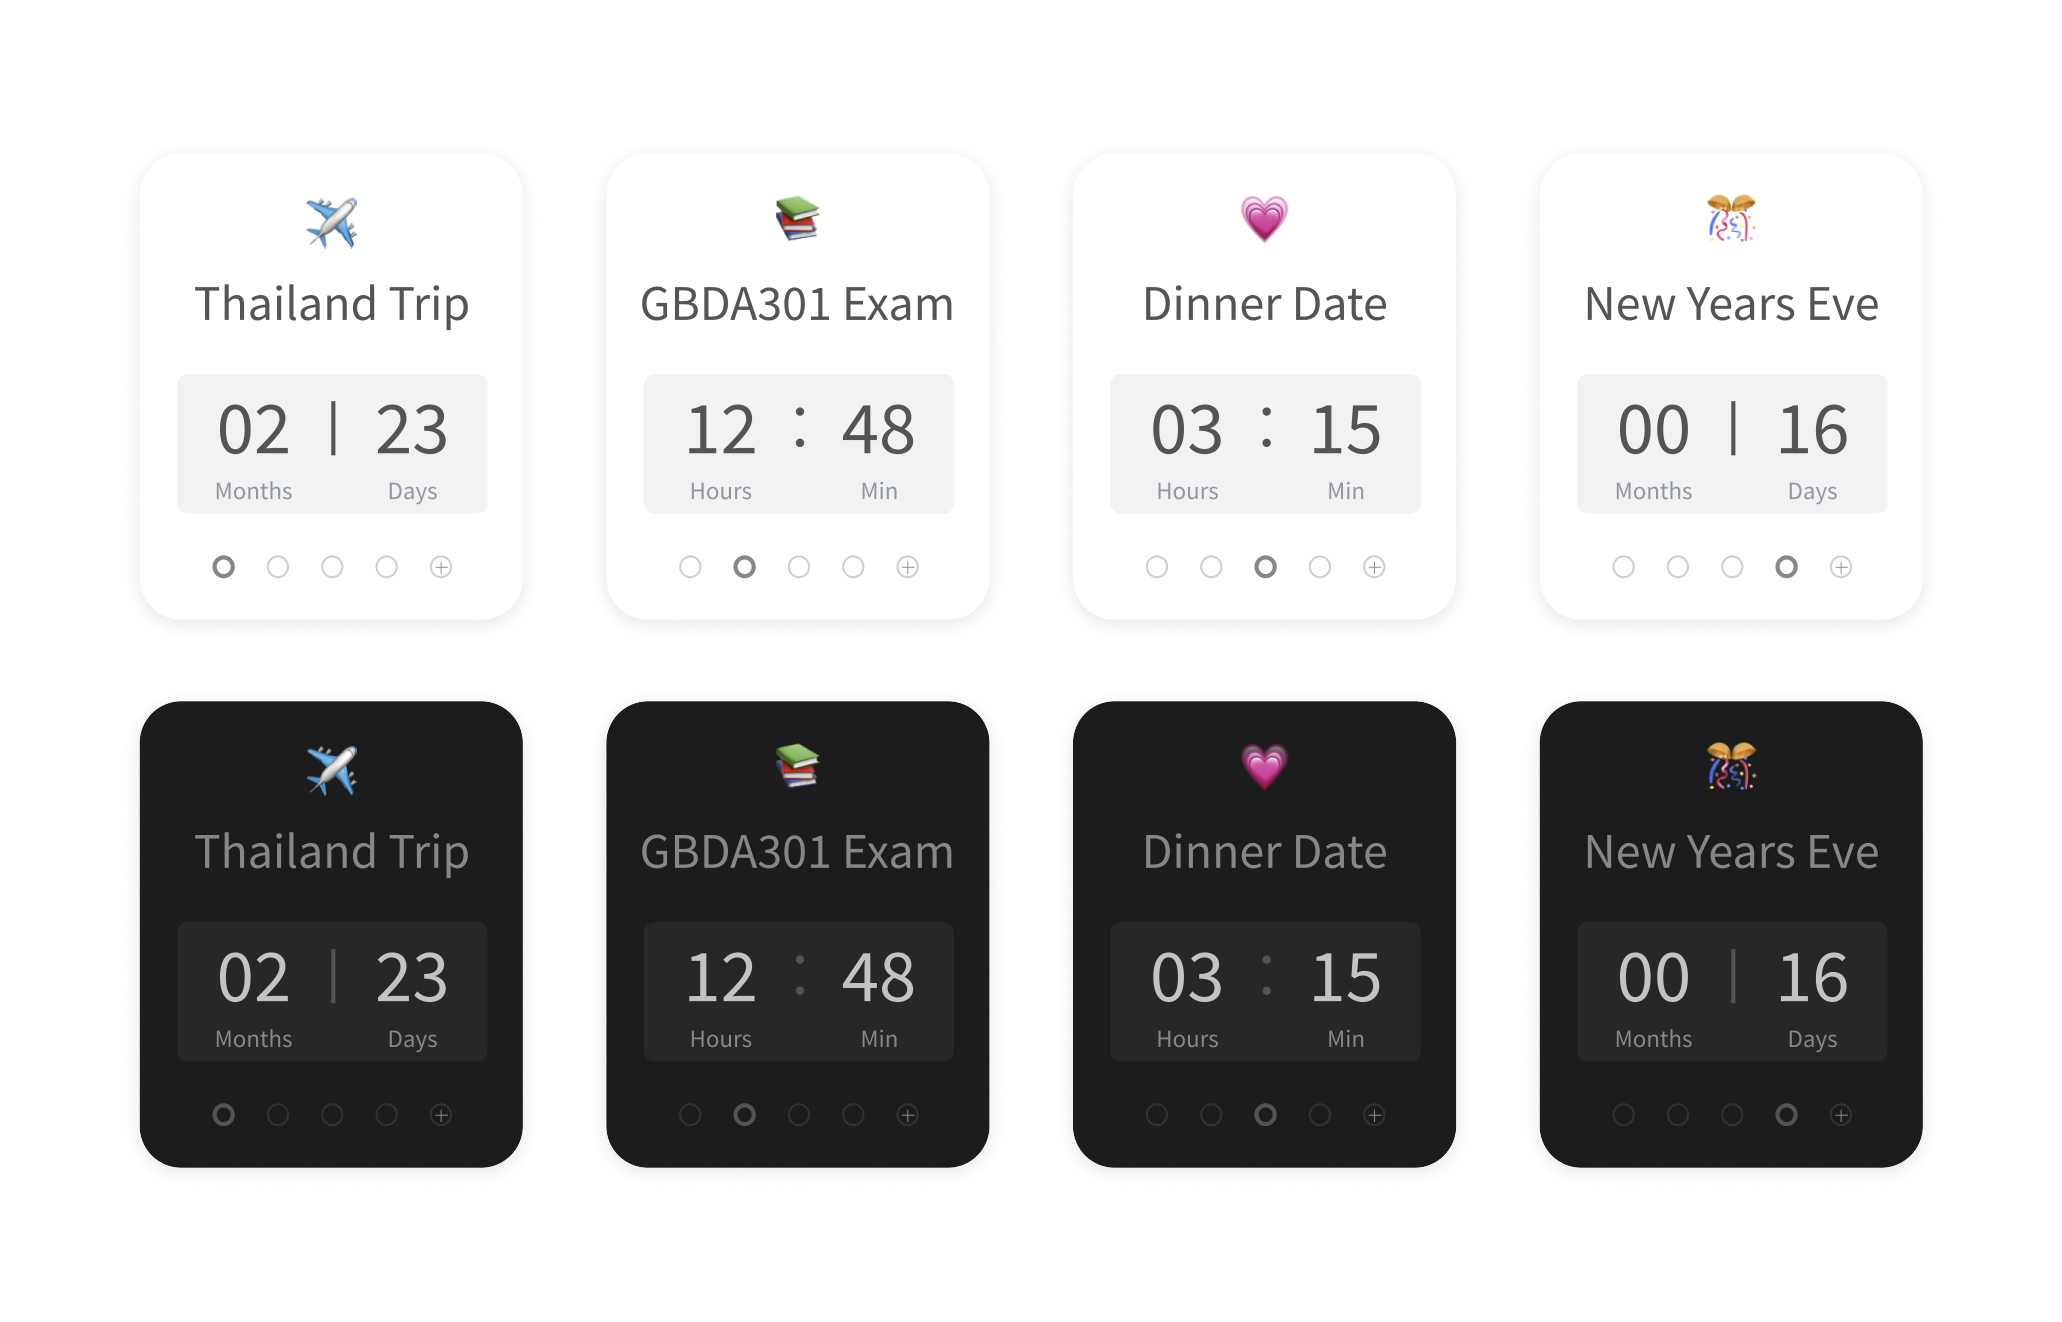 Thailand Trip
02 | 23
Months Days
GBDA301 Exam
12 : 48
Hours Min
Dinner Date
03 : 15
Hours Min
New Years Eve
00 | 16
Months Days
Thailand Trip
02 | 23
Months Days
GBDA301 Exam
12 : 48
Hours Min
Dinner Date
03 : 15
Hours Min
New Years Eve
00 | 16
Months Days